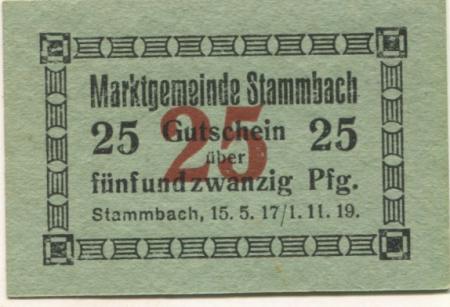 Marktgemeinde Stammbach
25 Gutschein 25
25
über
fünfundzwanzig Pfg.
Stammbach, 15. 5. 17/1. 11. 19.